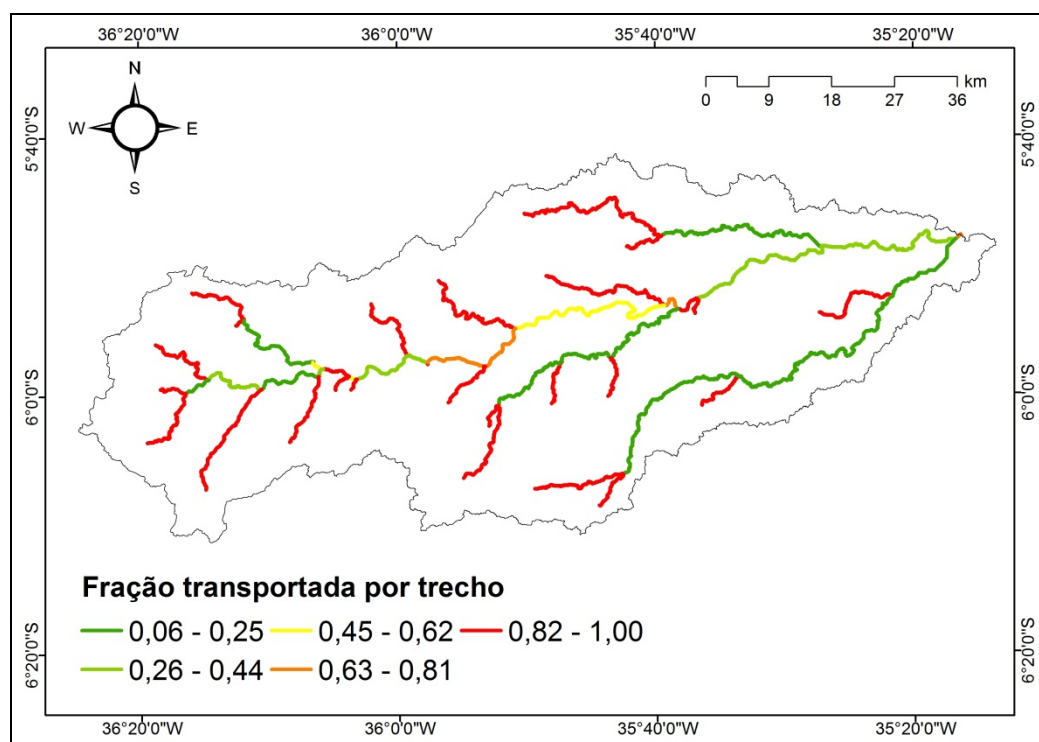 36°20'0"W 36°0'0"W 35°40'0"W 35°20'0"W
N
W E
S
km
0 9 18 27 36
5°40'0"S 5°40'0"S
6°0'0"S 6°0'0"S
6°20'0"S 6°20'0"S
Fração transportada por trecho
0,06 - 0,25 0,45 - 0,62 0,82 - 1,00
0,26 - 0,44 0,63 - 0,81
36°20'0"W 36°0'0"W 35°40'0"W 35°20'0"W